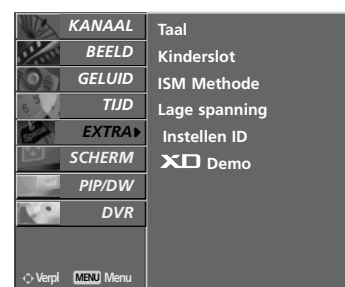 KANAAL
BEELD
GELUID
TIJD
EXTRA
SCHERM
PIP/DW
DVR
Verpl MENU Menu
Taal
Kinderslot
ISM Methode
Lage spanning
Instellen ID
XD Demo